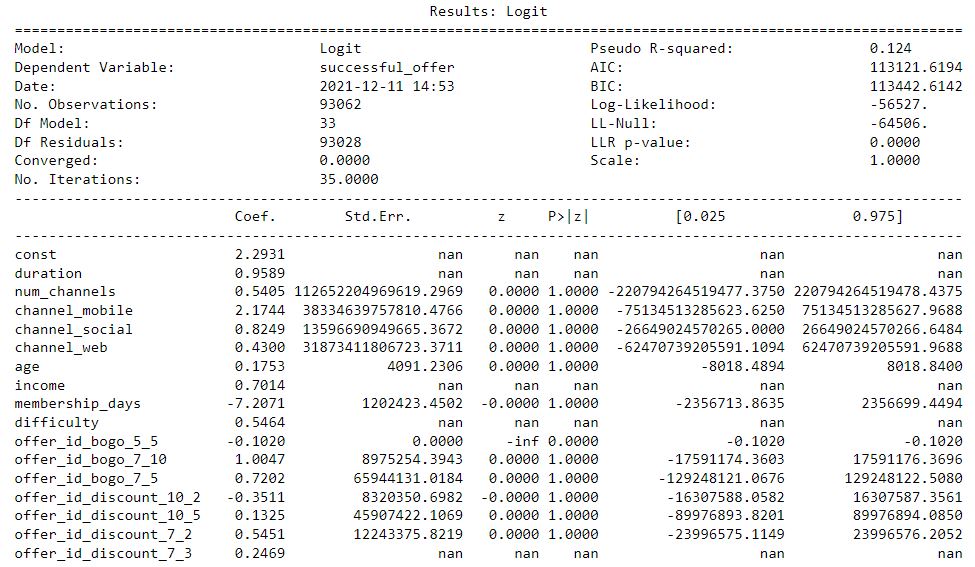 Results: Logit
==============================================================================================
Model: Logit Pseudo R-squared: 0.124
Dependent Variable: successful_offer AIC: 113121.6194
Date: 2021-12-11 14:53 BIC: 113442.6142
No. Observations: 93062 Log-Likelihood: -56527.
Df Model: 33 LL-Null: -64506.
Df Residuals: 93028 LLR p-value: 0.0000
Converged: 0.0000 Scale: 1.0000
No. Iterations: 35.0000
----------------------------------------------------------------------------------------------
Coef. Std.Err. z P>|z| [0.025 0.975]
----------------------------------------------------------------------------------------------
const 2.2931 nan nan nan nan nan
duration 0.9589 nan nan nan nan nan
num_channels 0.5405 112652204969619.2969 0.0000 1.0000 -220794264519477.3750 220794264519478.4375
channel_mobile 2.1744 38334639757810.4766 0.0000 1.0000 -75134513285623.6250 75134513285627.9688
channel_social 0.8249 13596690949665.3672 0.0000 1.0000 -26649024570265.0000 26649024570266.6484
channel_web 0.4300 31873411806723.3711 0.0000 1.0000 -62470739205591.1094 62470739205591.9688
age 0.1753 4091.2306 0.0000 1.0000 -8018.4894 8018.8400
income 0.7014 nan nan nan nan nan
membership_days -7.2071 1202423.4502 -0.0000 1.0000 -2356713.8635 2356699.4494
difficulty 0.5464 nan nan nan nan nan
offer_id_bogo_5_5 -0.1020 0.0000 -inf 0.0000 -0.1020 -0.1020
offer_id_bogo_7_10 1.0047 8975254.3943 0.0000 1.0000 -17591174.3603 17591176.3696
offer_id_bogo_7_5 0.7202 65944131.0184 0.0000 1.0000 -129248121.0676 129248122.5080
offer_id_discount_10_2 -0.3511 8320350.6982 -0.0000 1.0000 -16307588.0582 16307587.3561
offer_id_discount_10_5 0.1325 45907422.1069 0.0000 1.0000 -89976893.8201 89976894.0850
offer_id_discount_7_2 0.5451 12243375.8219 0.0000 1.0000 -23996575.1149 23996576.2052
offer_id_discount_7_3 0.2469 nan nan nan nan nan